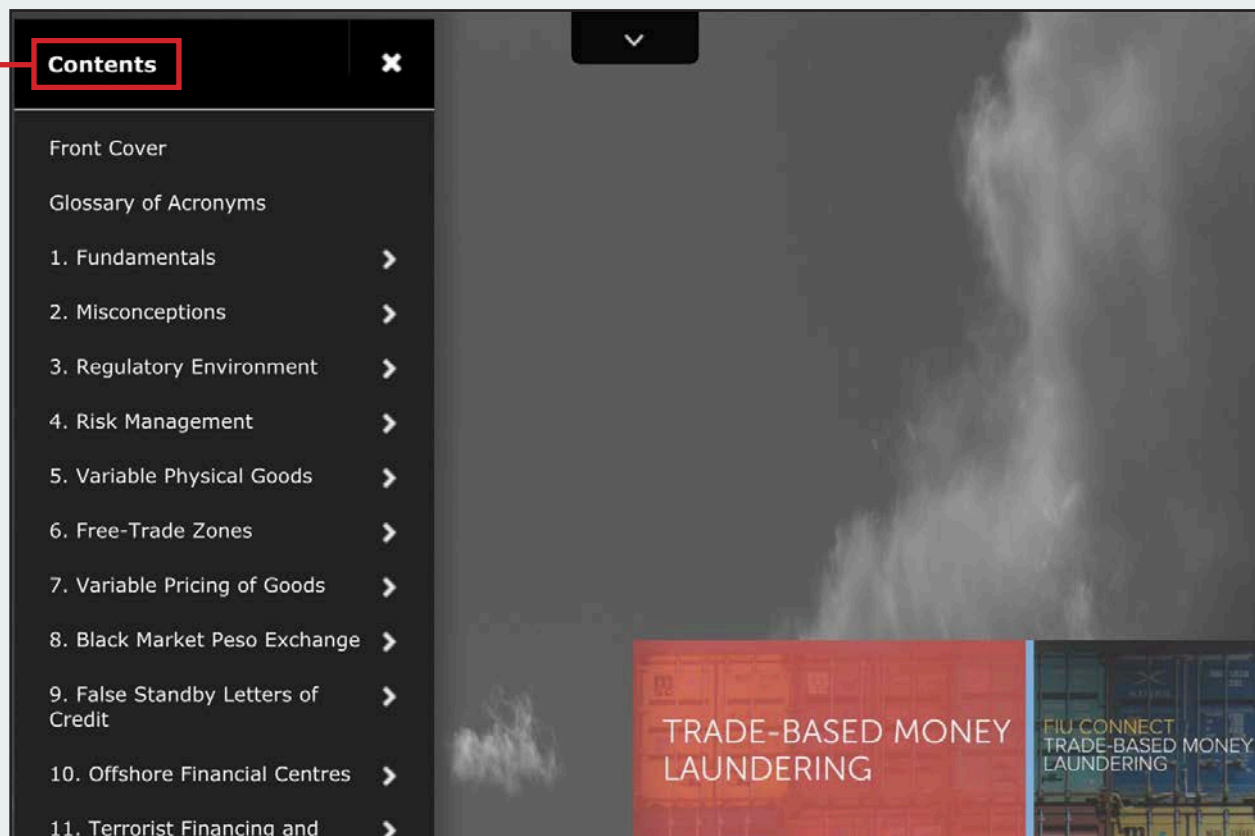 Contents
Front Cover
Glossary of Acronyms
1. Fundamentals
2. Misconceptions
3. Regulatory Environment
4. Risk Management
5. Variable Physical Goods
6. Free-Trade Zones
7. Variable Pricing of Goods
8. Black Market Peso Exchange
9. False Standby Letters of
Credit
10. Offshore Financial Centres
11. Terrorist Financing and
TRADE-BASED MONEY
LAUNDERING
FIU CONNECT
TRADE-BASED MONEY
LAUNDERING